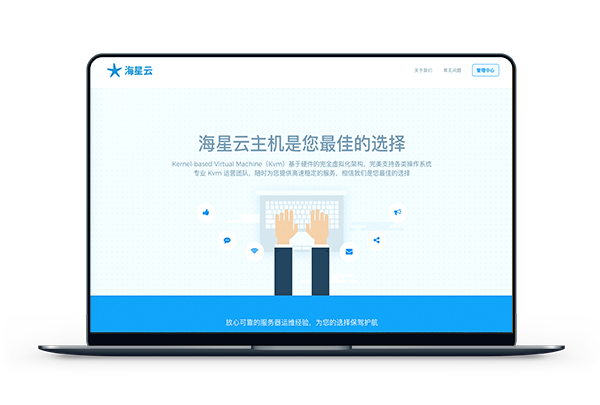 海星云
关于我们
常见问题
管理中心
海星云主机是您最佳的选择
Kernel-based Virtual Machine（Kvm）基于硬件的完全虚拟化架构，完美支持各类操作系统
专业 Kvm 运营团队，随时为您提供高速稳定的服务，相信我们是您最佳的选择
放心可靠的服务器运维经验，为您的选择保驾护航